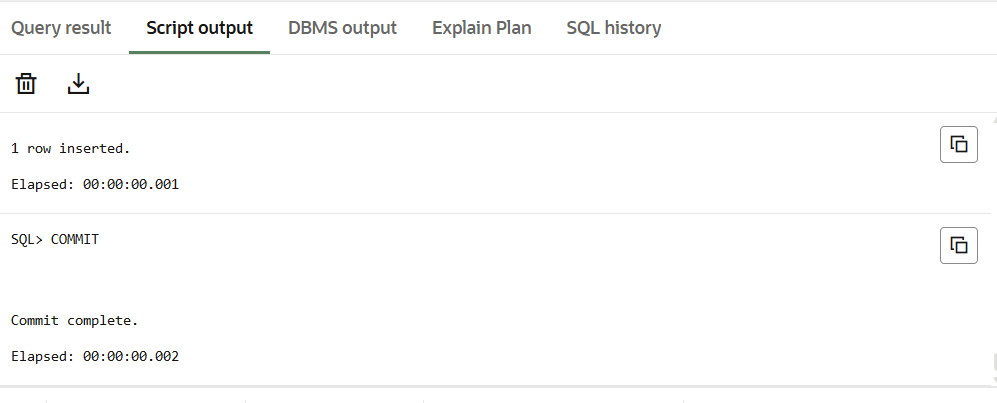 Query result Script output DBMS output Explain Plan SQL history
1 row inserted.
Elapsed: 00:00:00.001
SQL> COMMIT
Commit complete.
Elapsed: 00:00:00.002